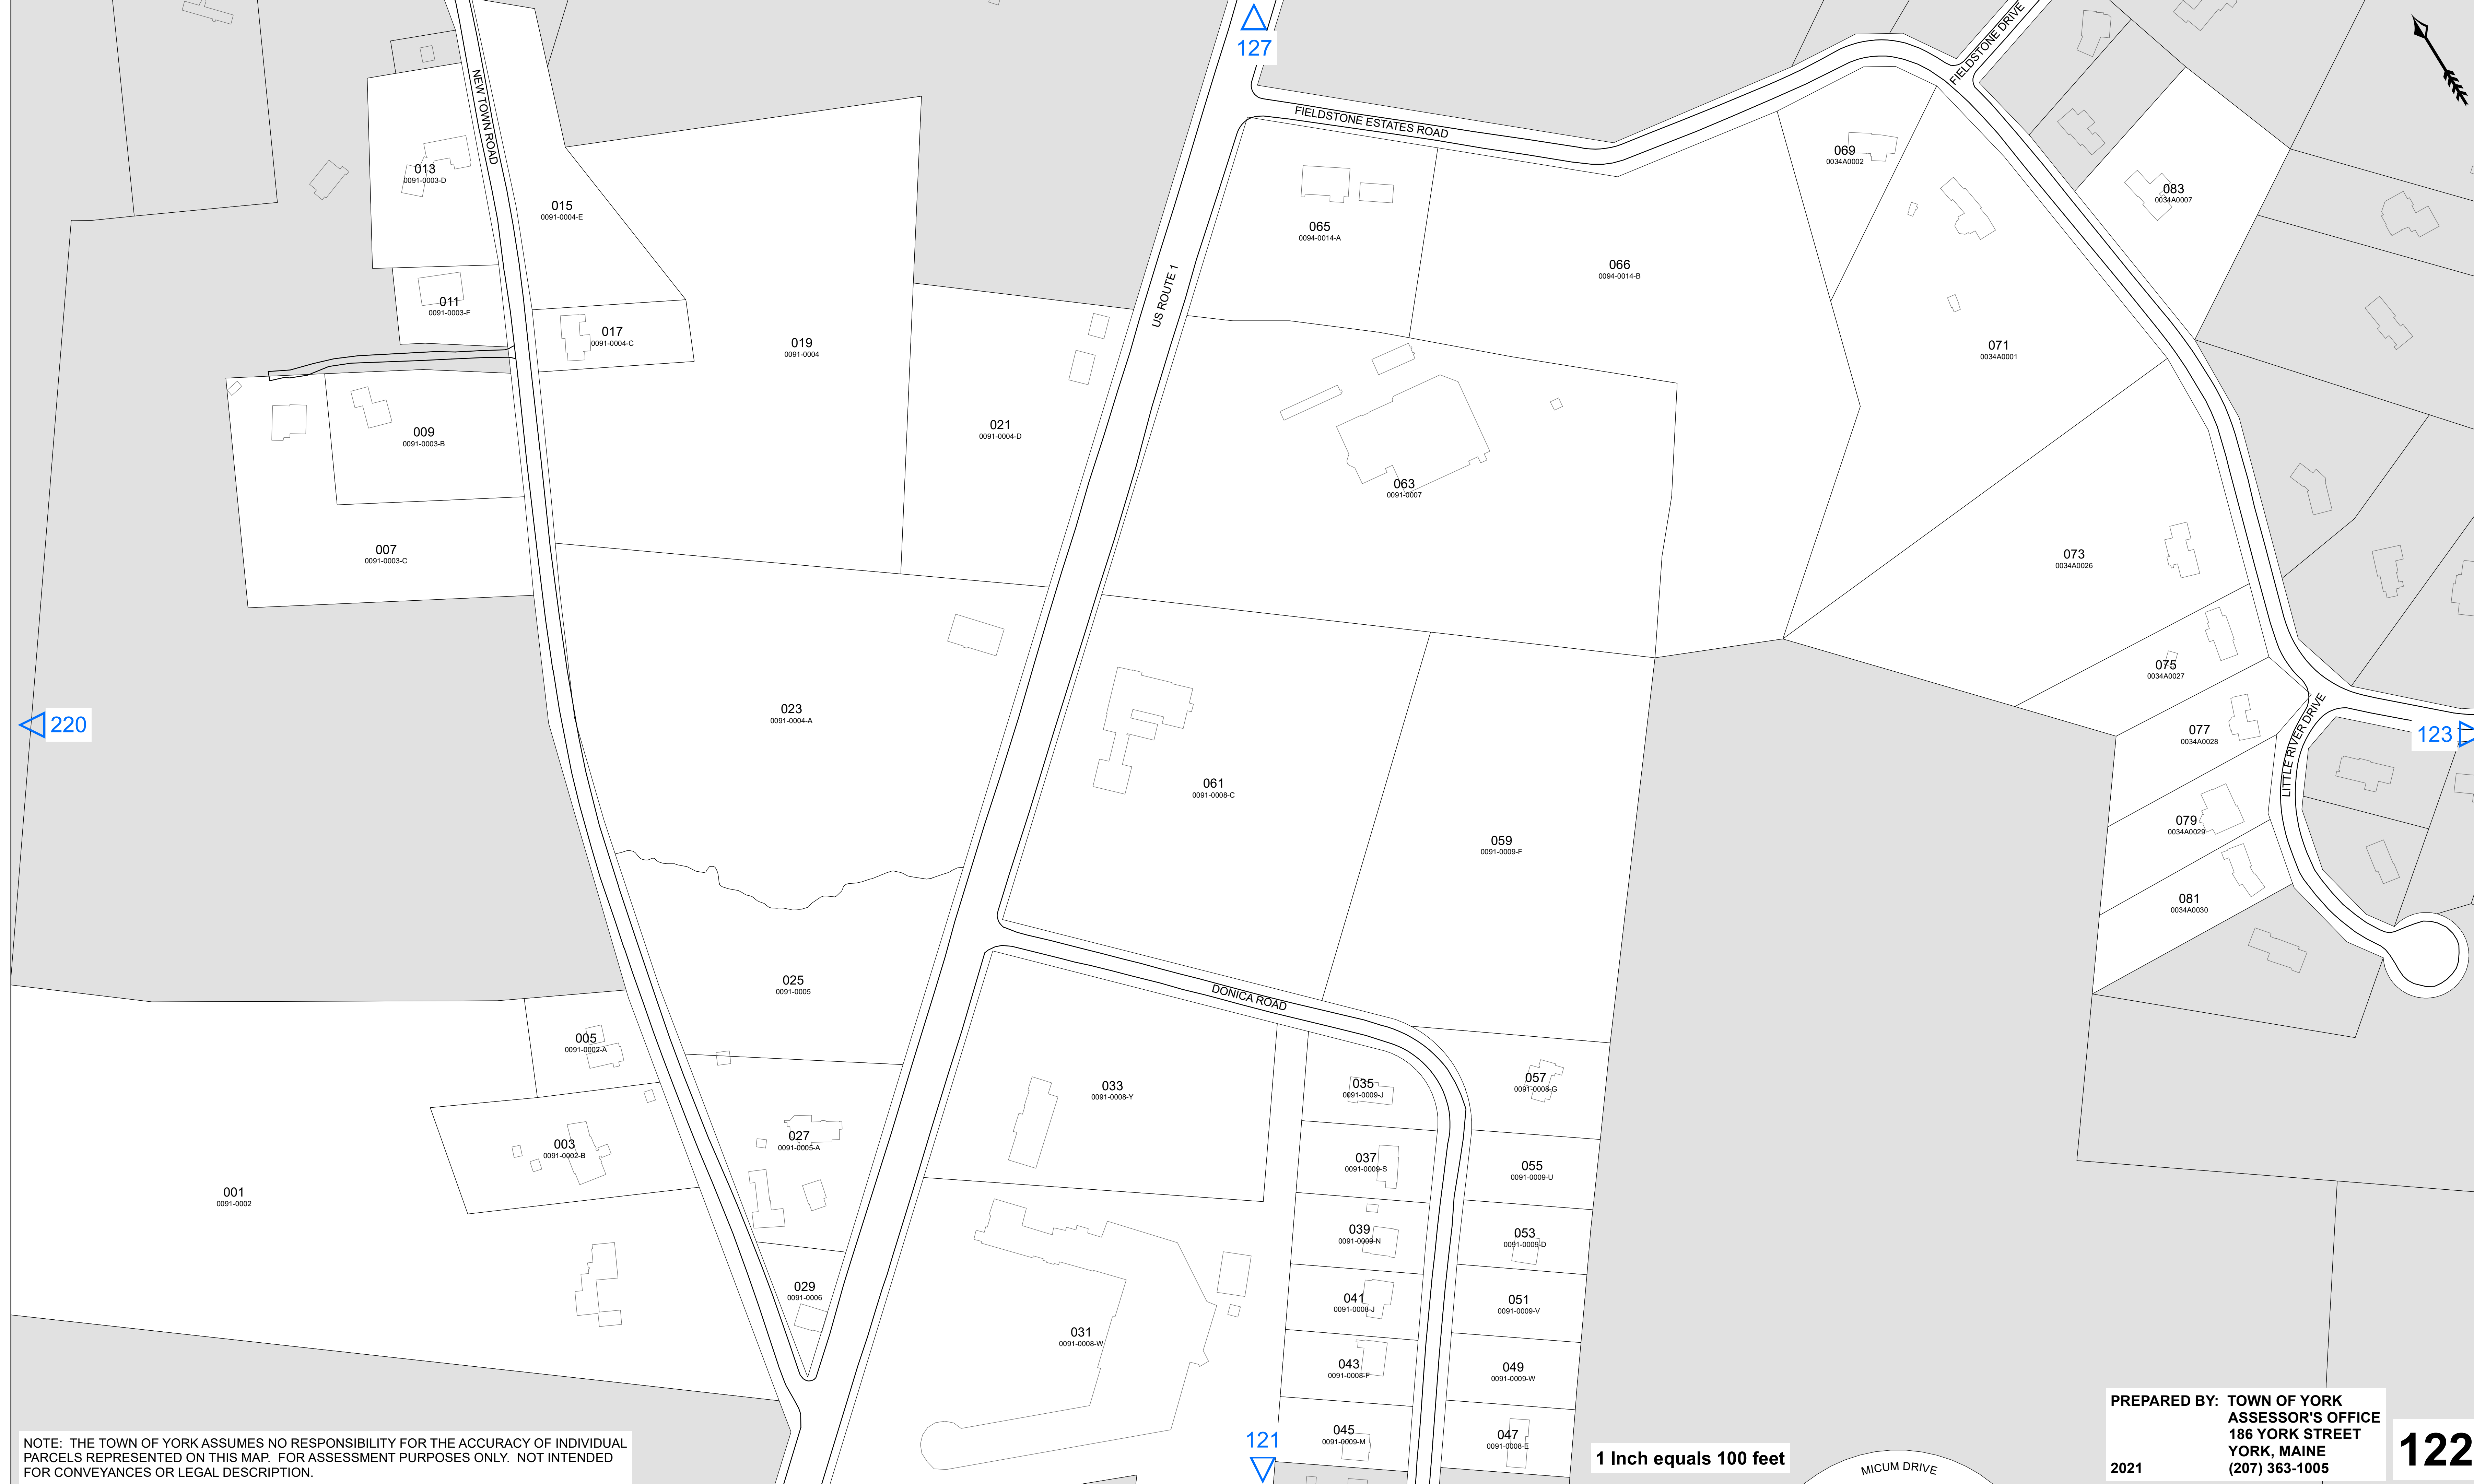 127
FIELDSTONE DRIVE
FIELDSTONE ESTATES ROAD
NEW TOWN ROAD
US ROUTE 1
013
0091-0003-D
015
0091-0004-E
011
0091-0003-F
017
0091-0004-C
019
0091-0004
021
0091-0004-D
009
0091-0003-B
007
0091-0003-C
065
0094-0014-A
066
0094-0014-B
069
0034A0002
083
0034A0007
071
0034A0001
063
0091-0007
073
0034A0026
075
0034A0027
077
0034A0028
079
0034A0029
081
0034A0030
LITTLE RIVER DRIVE
220
123
023
0091-0004-A
061
0091-0008-C
059
0091-0009-F
025
0091-0005
DONICA ROAD
005
0091-0002-A
003
0091-0002-B
001
0091-0002
027
0091-0005-A
029
0091-0006
033
0091-0008-Y
031
0091-0008-W
035
0091-0009-J
037
0091-0009-S
039
0091-0009-N
041
0091-0008-J
043
0091-0008-F
045
0091-0009-M
057
0091-0008-G
055
0091-0009-U
053
0091-0009-D
051
0091-0009-V
049
0091-0009-W
047
0091-0008-E
121
MICUM DRIVE
NOTE: THE TOWN OF YORK ASSUMES NO RESPONSIBILITY FOR THE ACCURACY OF INDIVIDUAL
PARCELS REPRESENTED ON THIS MAP. FOR ASSESSMENT PURPOSES ONLY. NOT INTENDED
FOR CONVEYANCES OR LEGAL DESCRIPTION.
1 Inch equals 100 feet
PREPARED BY: TOWN OF YORK
ASSESSOR'S OFFICE
186 YORK STREET
YORK, MAINE
2021 (207) 363-1005
122